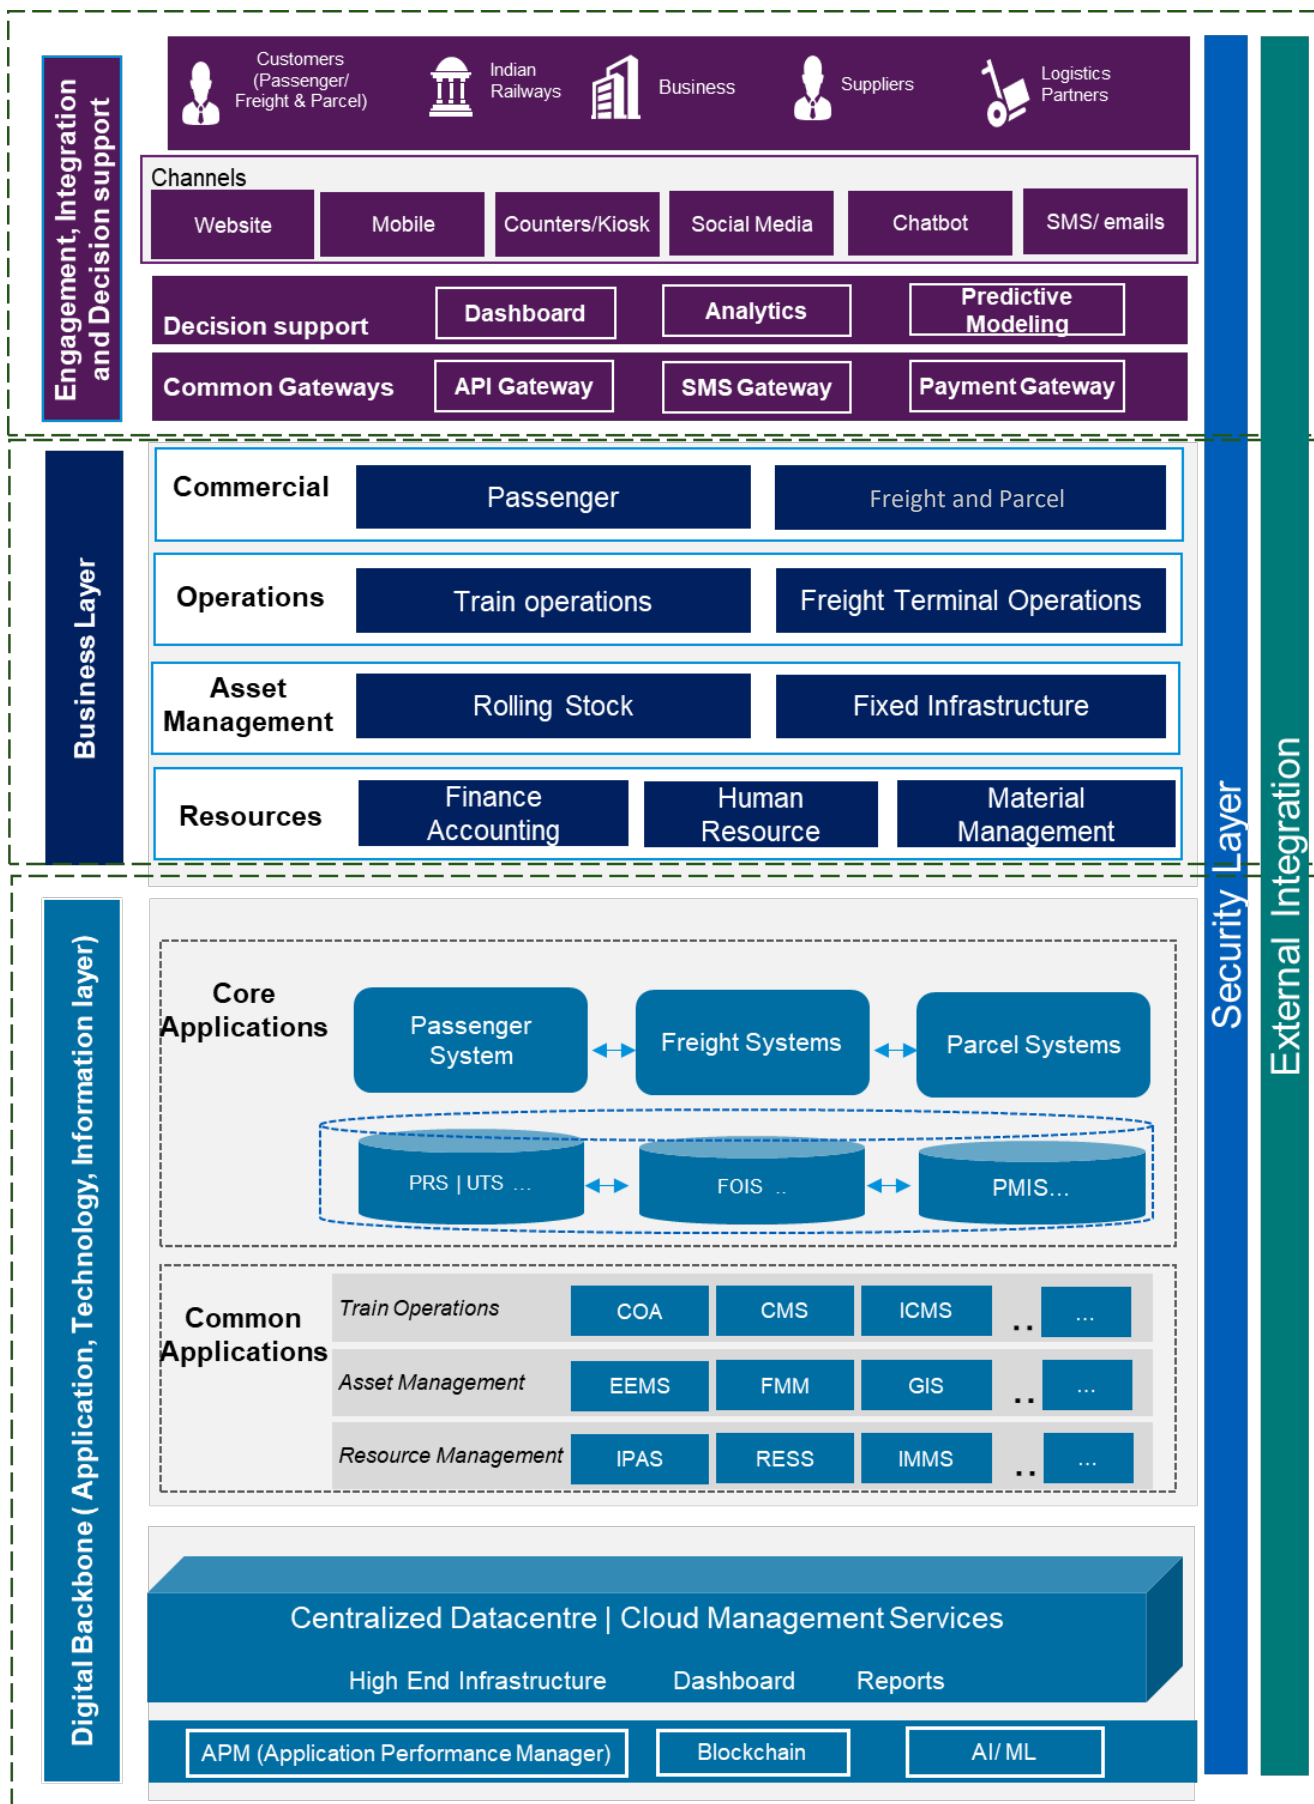 Engagement, Integration
and Decision support
Customers
(Passenger/
Freight & Parcel)
Indian
Railways
Business
Suppliers
Logistics
Partners
Channels
Website
Mobile
Counters/Kiosk
Social Media
Chatbot
SMS/ emails
Decision support
Dashboard
Analytics
Predictive
Modeling
Common Gateways
API Gateway
SMS Gateway
Payment Gateway
Business Layer
Commercial
Passenger
Freight and Parcel
Operations
Train operations
Freight Terminal Operations
Asset
Management
Rolling Stock
Fixed Infrastructure
Resources
Finance
Accounting
Human
Resource
Material
Management
Security Layer
External Integration
Digital Backbone ( Application, Technology, Information layer)
Core
Applications
Passenger
System
Freight Systems
Parcel Systems
PRS | UTS ...
FOIS ..
PMIS...
Common
Applications
Train Operations
COA
CMS
ICMS
..
...
Asset Management
EEMS
FMM
GIS
..
...
Resource Management
IPAS
RESS
IMMS
..
...
Centralized Datacentre | Cloud Management Services
High End Infrastructure
Dashboard
Reports
APM (Application Performance Manager)
Blockchain
AI/ ML